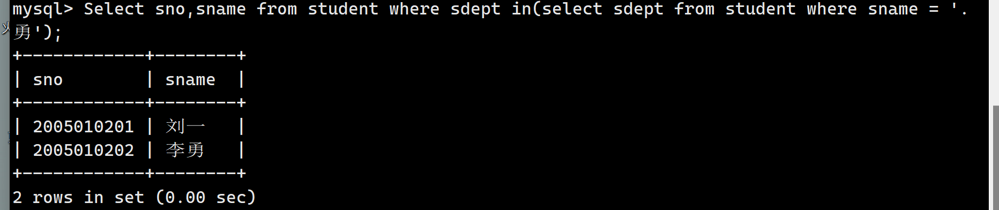 mysql> Select sno,sname from student where sdept in(select sdept from student where sname = '.
勇');
+------------+--------+
| sno        | sname  |
+------------+--------+
| 2005010201 | 刘一   |
| 2005010202 | 李勇   |
+------------+--------+
2 rows in set (0.00 sec)